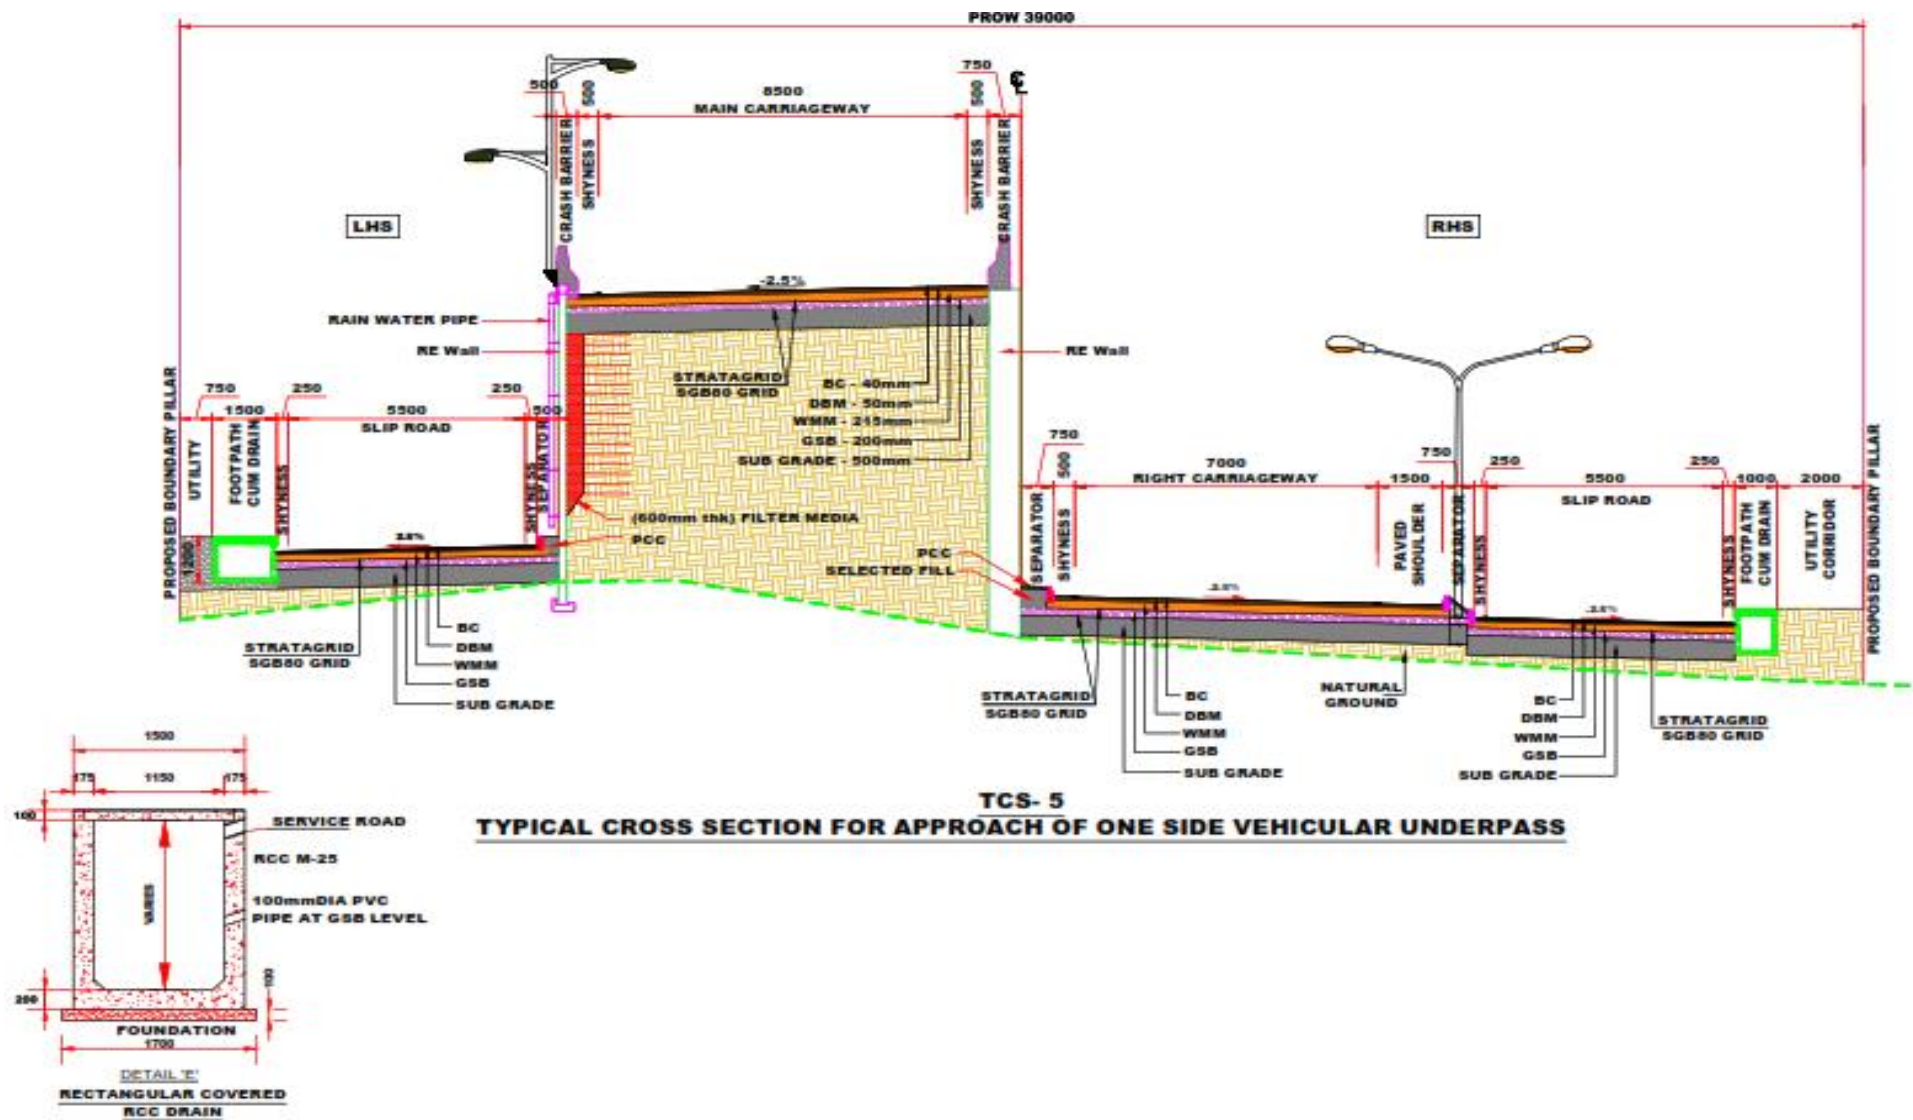 PROW 39000
750
500
500
8500
500
MAIN CARRIAGEWAY
CRASH BARRIER
SHYNESS
SHYNESS
CRASH BARRIER
LHS
RHS
-2.5%
RAIN WATER PIPE
RE Wall
RE Wall
STRATAGRID
SGB80 GRID
BC - 40mm
DBM - 50mm
WMM - 215mm
GSB - 200mm
SUB GRADE - 500mm
PROPOSED BOUNDARY PILLAR
750
1500
250
5500
250
500
SLIP ROAD
UTILITY
FOOTPATH
CUM DRAIN
SHYNESS
SHYNESS
SEPARATOR
1200
(600mm thk) FILTER MEDIA
PCC
750
500
7000
RIGHT CARRIAGEWAY
1500
750
250
5500
SLIP ROAD
250
1000
2000
SEPARATOR
SHYNESS
PAVED
SHOULDER
SEPARATOR
SHYNESS
SHYNESS
FOOTPATH
CUM DRAIN
UTILITY
CORRIDOR
PROPOSED BOUNDARY PILLAR
PCC
SELECTED FILL
STRATAGRID
SGB80 GRID
BC
DBM
WMM
GSB
SUB GRADE
STRATAGRID
SGB80 GRID
BC
DBM
WMM
GSB
SUB GRADE
NATURAL
GROUND
BC
DBM
WMM
GSB
SUB GRADE
STRATAGRID
SGB80 GRID
TCS- 5
TYPICAL CROSS SECTION FOR APPROACH OF ONE SIDE VEHICULAR UNDERPASS
1500
175
1150
175
100
SERVICE ROAD
RCC M-25
VARIES
100mmDIA PVC
PIPE AT GSB LEVEL
100
FOUNDATION
1700
DETAIL 'E'
RECTANGULAR COVERED
RCC DRAIN